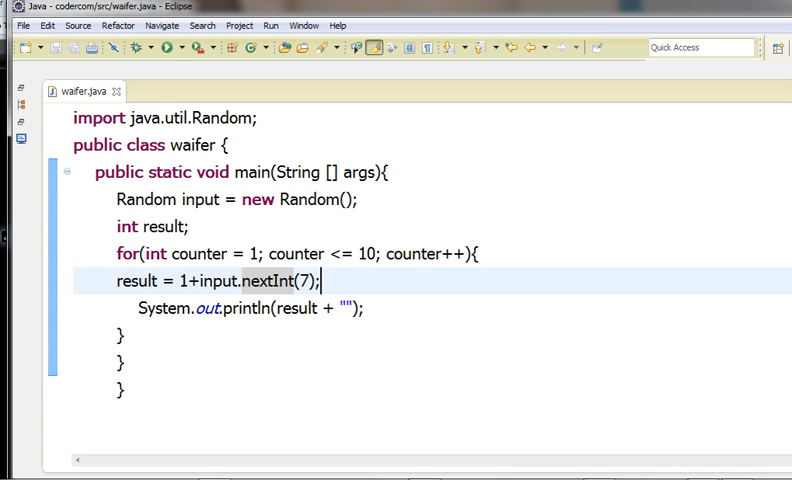 Java - codercom/src/waifer.java - Eclipse
File Edit Source Refactor Navigate Search Project Run Window Help
Quick Access
waifer.java
import java.util.Random;
public class waifer {
public static void main(String [] args){
Random input = new Random();
int result;
for(int counter = 1; counter <= 10; counter++){
result = 1+input.nextInt(7);
System.out.println(result + "");
}
}
}